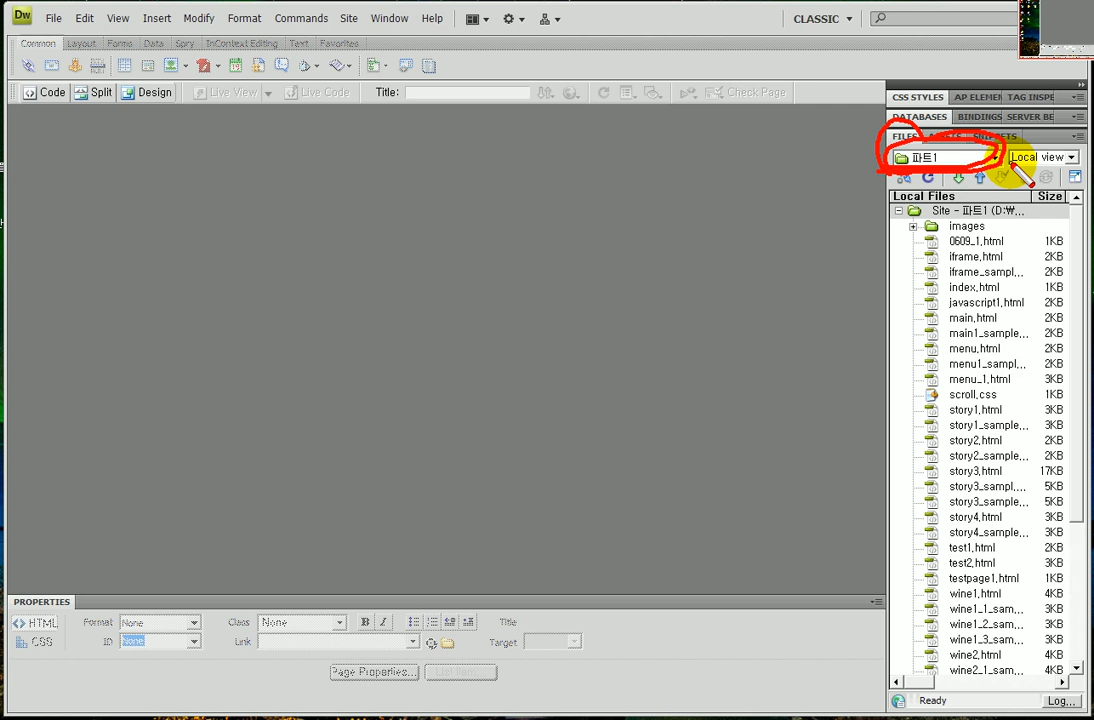 Dw File Edit View Insert Modify Format Commands Site Window Help CLASSIC
Common Layout Forms Data Spry InContext Editing Text Favorites
Code Split Design Live View Live Code Title: Check Page
CSS STYLES AP ELEMEN TAG INSPE
DATABASES BINDINGS SERVER BE
FILES SNIPPETS
파트1 Local view
Local Files Size
Site - 파트1 (D:₩...
images
0609_1.html 1KB
iframe.html 2KB
iframe_sampl... 2KB
index.html 1KB
javascript1.html 2KB
main.html 2KB
main1_sample... 2KB
menu.html 2KB
menu1_sampl... 2KB
menu_1.html 3KB
scroll.css 1KB
story1.html 3KB
story1_sample... 3KB
story2.html 2KB
story2_sample... 2KB
story3.html 17KB
story3_sampl... 5KB
story3_sample... 5KB
story4.html 3KB
story4_sample... 3KB
test1.html 2KB
test2.html 3KB
testpage1.html 1KB
wine1.html 4KB
wine1_1_sam... 3KB
wine1_2_sam... 3KB
wine1_3_sam... 3KB
wine2.html 4KB
wine2_1_sam... 4KB
PROPERTIES
HTML Format None Class None B I Title
CSS ID None Link Target
Page Properties...
Ready Log...